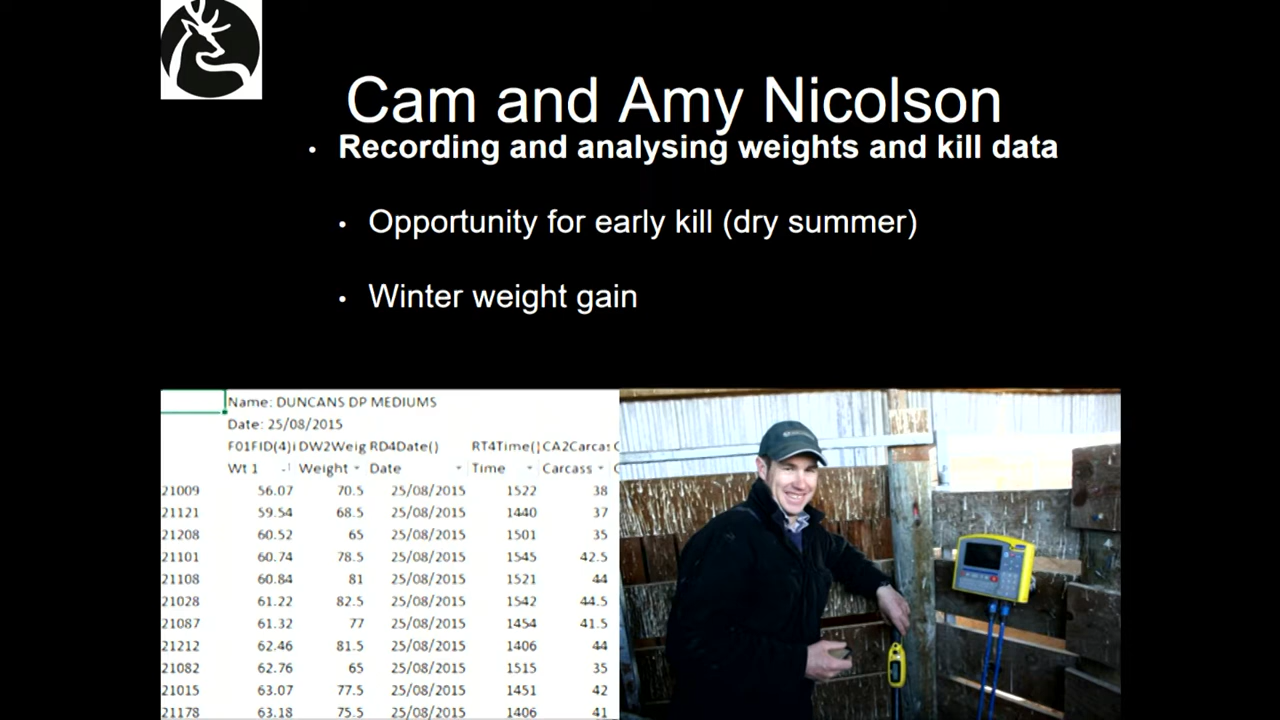 Cam and Amy Nicolson
• Recording and analysing weights and kill data
• Opportunity for early kill (dry summer)
• Winter weight gain
Name: DUNCANS DP MEDIUMS
Date: 25/08/2015
F01FID(4)i DW2Weig RD4Date() RT4Time() CA2Carcas
Wt 1 Weight Date Time Carcass
21009 56.07 70.5 25/08/2015 1522 38
21121 59.54 68.5 25/08/2015 1440 37
21208 60.52 65 25/08/2015 1501 35
21101 60.74 78.5 25/08/2015 1545 42.5
21108 60.84 81 25/08/2015 1521 44
21028 61.22 82.5 25/08/2015 1542 44.5
21087 61.32 77 25/08/2015 1454 41.5
21212 62.46 81.5 25/08/2015 1406 44
21082 62.76 65 25/08/2015 1515 35
21015 63.07 77.5 25/08/2015 1451 42
21178 63.18 75.5 25/08/2015 1406 41